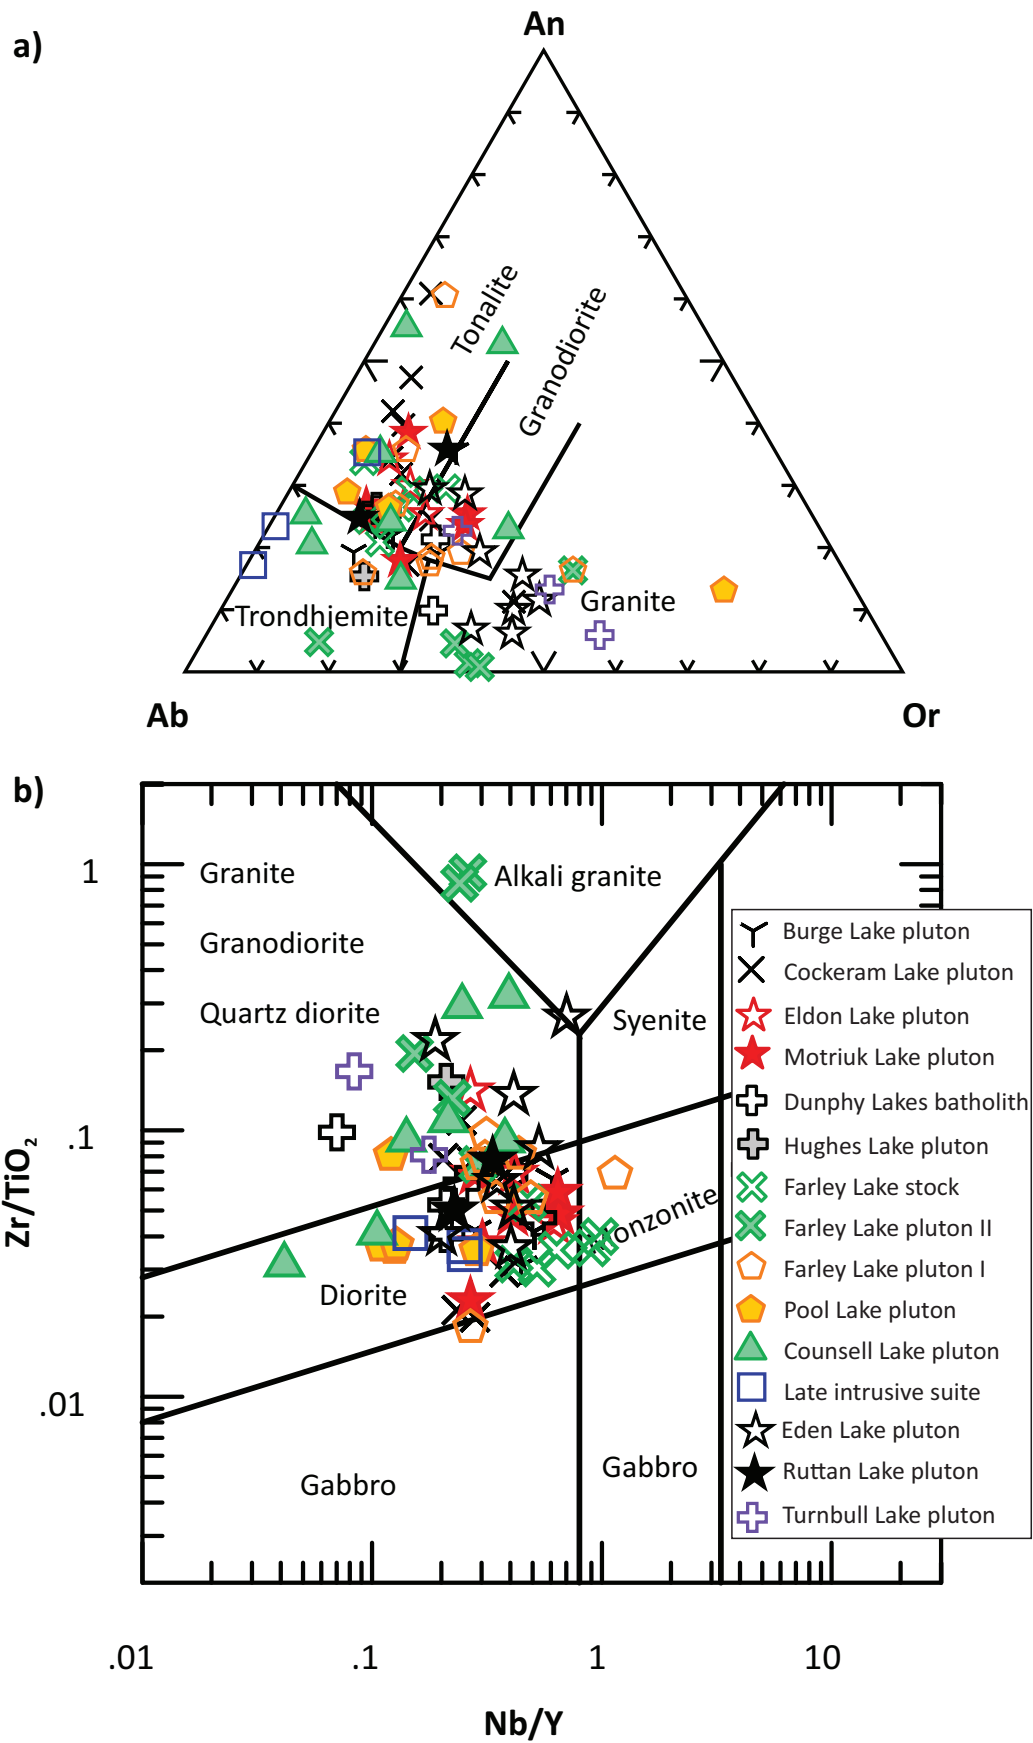 a)
An
Tonalite
Granodiorite
Trondhjemite
Granite
Ab
Or
b)
1
.1
.01
Zr/TiO2
Granite
Alkali granite
Granodiorite
Quartz diorite
Syenite
Monzonite
Diorite
Gabbro
Gabbro
Burge Lake pluton
Cockeram Lake pluton
Eldon Lake pluton
Motriuk Lake pluton
Dunphy Lakes batholith
Hughes Lake pluton
Farley Lake stock
Farley Lake pluton II
Farley Lake pluton I
Pool Lake pluton
Counsell Lake pluton
Late intrusive suite
Eden Lake pluton
Ruttan Lake pluton
Turnbull Lake pluton
.01
.1
1
10
Nb/Y